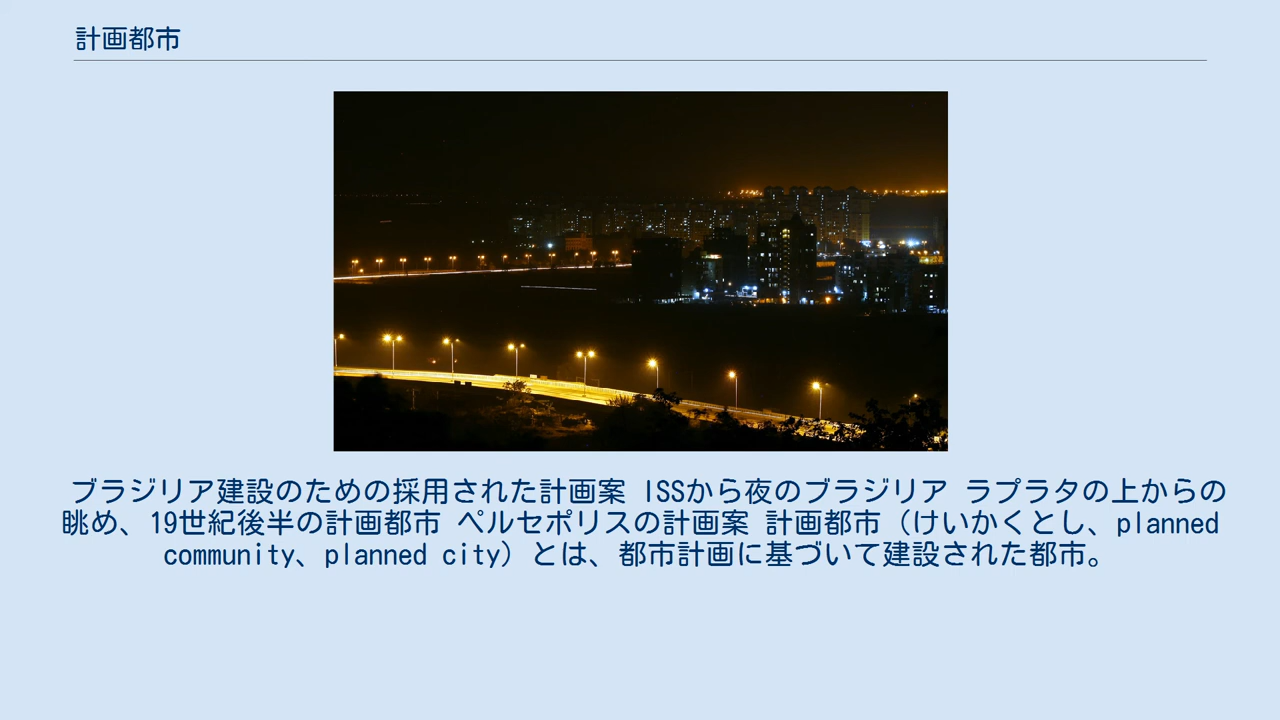 計画都市
ブラジリア建設のための採用された計画案 ISSから夜のブラジリア ラプラタの上からの
眺め、19世紀後半の計画都市 ペルセポリスの計画案 計画都市（けいかくとし、planned
community、planned city）とは、都市計画に基づいて建設された都市。